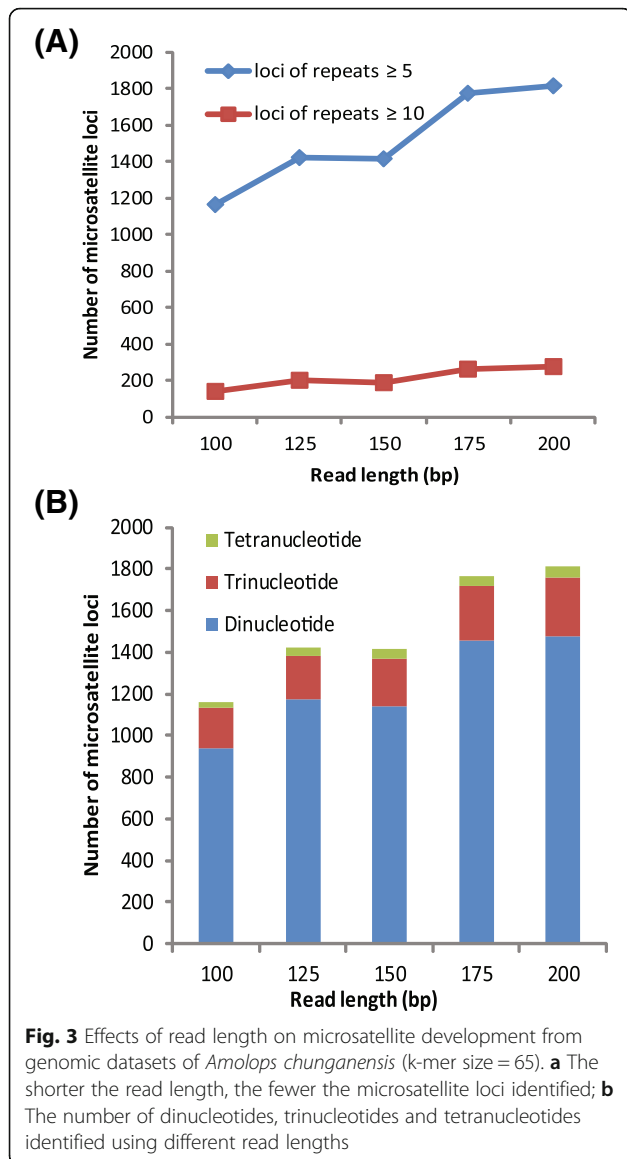 (A)
2000
1800
1600
1400
1200
1000
800
600
400
200
0
Number of microsatellite loci
loci of repeats ≥ 5
loci of repeats ≥ 10
100 125 150 175 200
Read length (bp)
(B)
2000
1800
1600
1400
1200
1000
800
600
400
200
0
Number of microsatellite loci
Tetranucleotide
Trinucleotide
Dinucleotide
100 125 150 175 200
Read length (bp)
Fig. 3 Effects of read length on microsatellite development from
genomic datasets of Amolops chunganensis (k-mer size = 65). a The
shorter the read length, the fewer the microsatellite loci identified; b
The number of dinucleotides, trinucleotides and tetranucleotides
identified using different read lengths